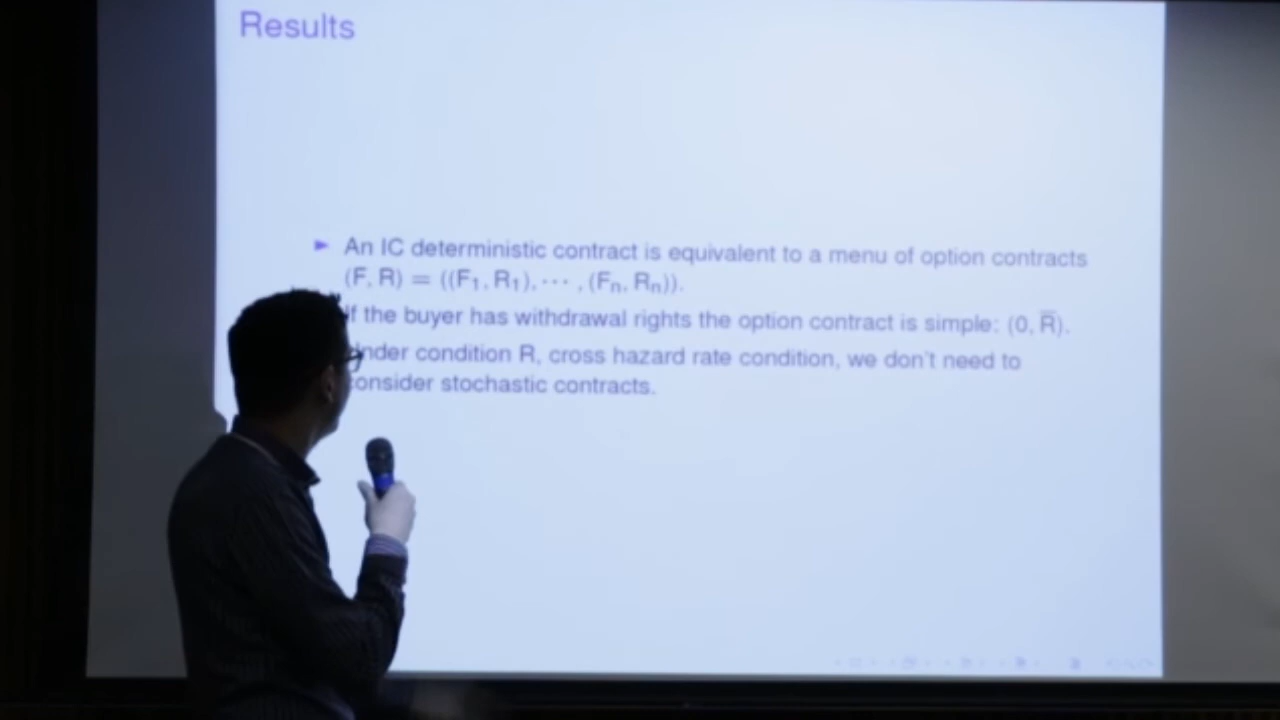 Results
An IC deterministic contract is equivalent to a menu of option contracts
(F, R) = ((F₁, R₁), ⋯ , (Fₙ, Rₙ)).
If the buyer has withdrawal rights the option contract is simple: (0, R̅).
Under condition R, cross hazard rate condition, we don't need to
consider stochastic contracts.